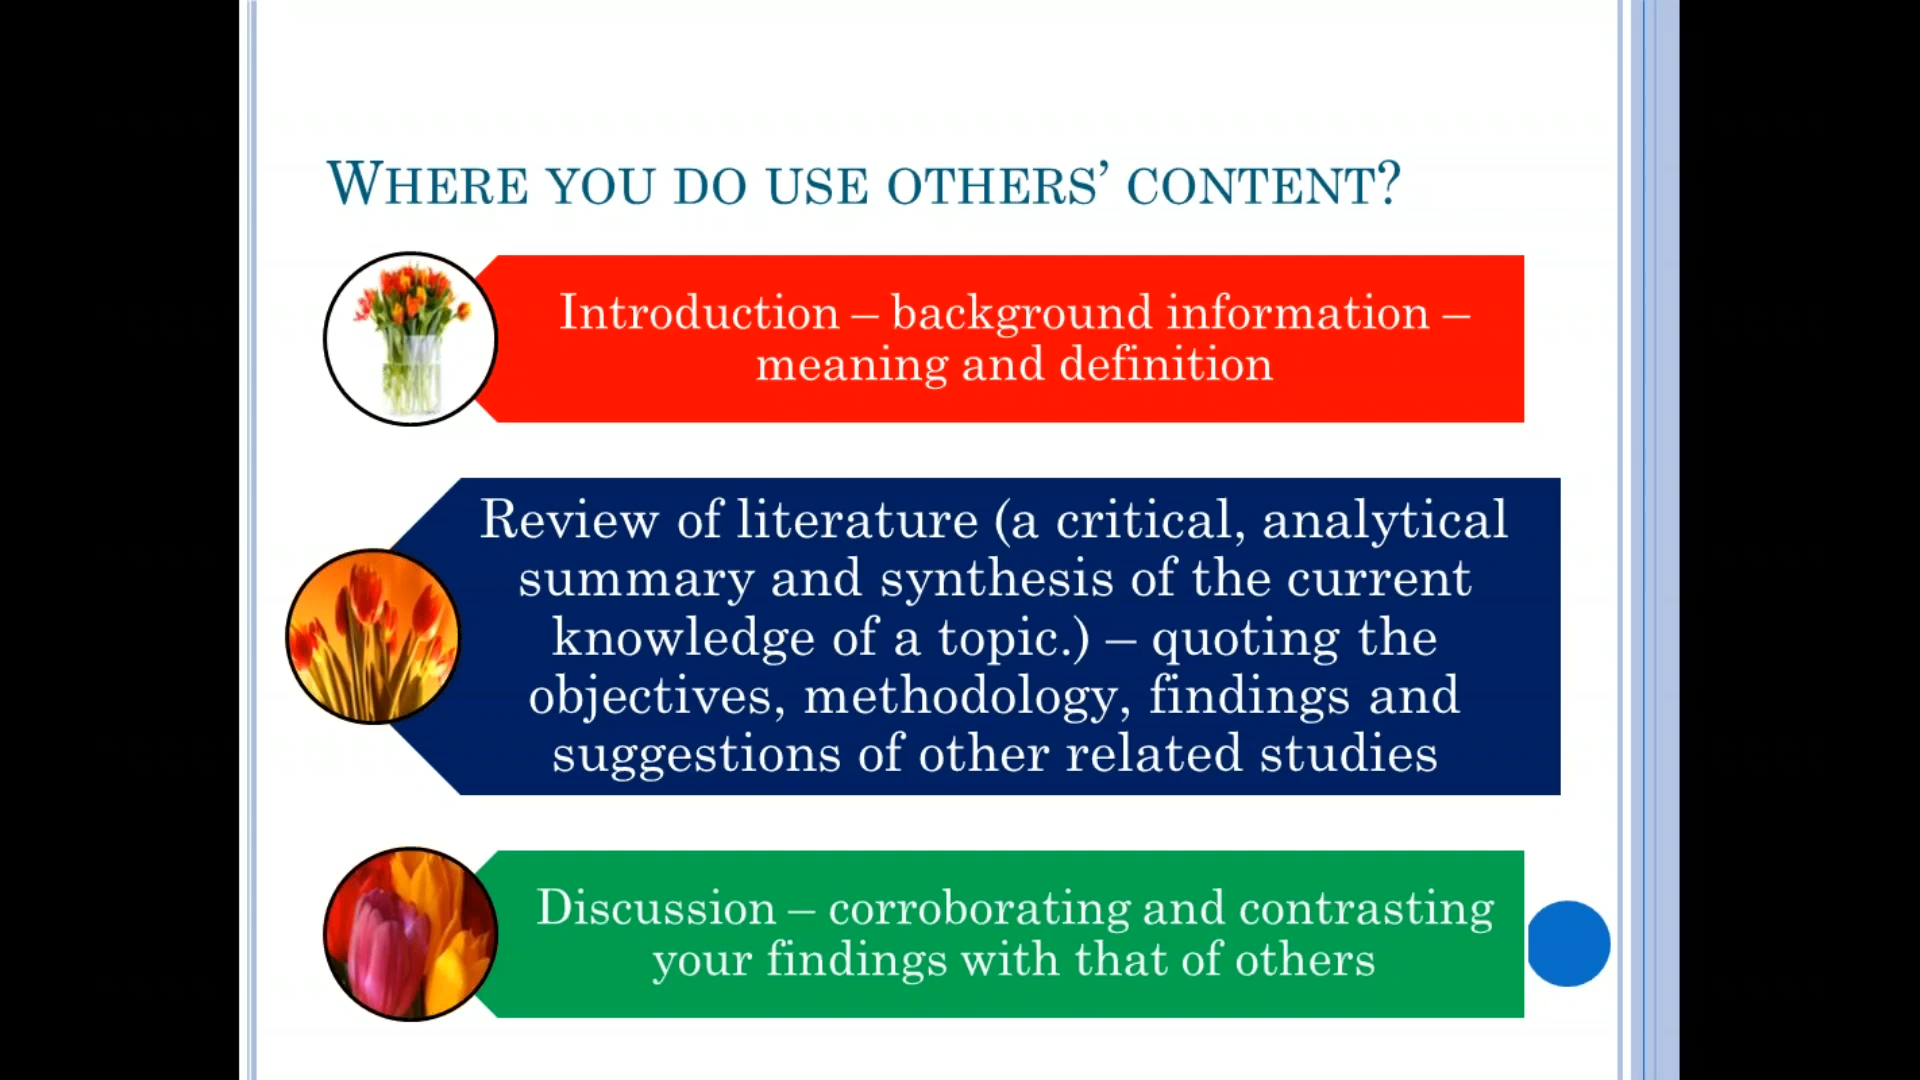 WHERE YOU DO USE OTHERS’ CONTENT?
Introduction – background information –
meaning and definition
Review of literature (a critical, analytical
summary and synthesis of the current
knowledge of a topic.) – quoting the
objectives, methodology, findings and
suggestions of other related studies
Discussion – corroborating and contrasting
your findings with that of others